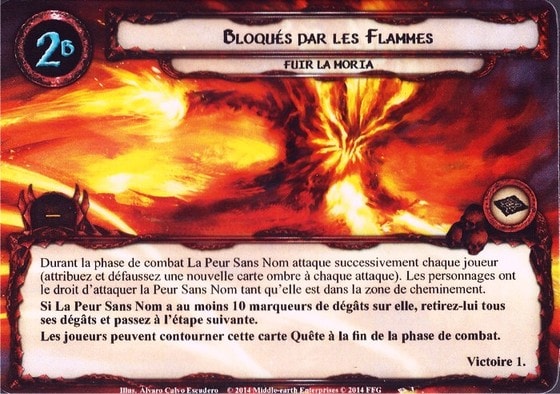 2B
BLOQUÉS PAR LES FLAMMES
FUIR LA MORIA
–
Durant la phase de combat La Peur Sans Nom attaque successivement chaque joueur
(attribuez et défaussez une nouvelle carte ombre à chaque attaque). Les personnages ont
le droit d'attaquer la Peur Sans Nom tant qu'elle est dans la zone de cheminement.
Si La Peur Sans Nom a au moins 10 marqueurs de dégâts sur elle, retirez-lui tous
ses dégâts et passez à l'étape suivante.
Les joueurs peuvent contourner cette carte Quête à la fin de la phase de combat.
Victoire 1.
Illus. Álvaro Calvo Escudero © 2014 Middle-earth Enterprises © 2014 FFG